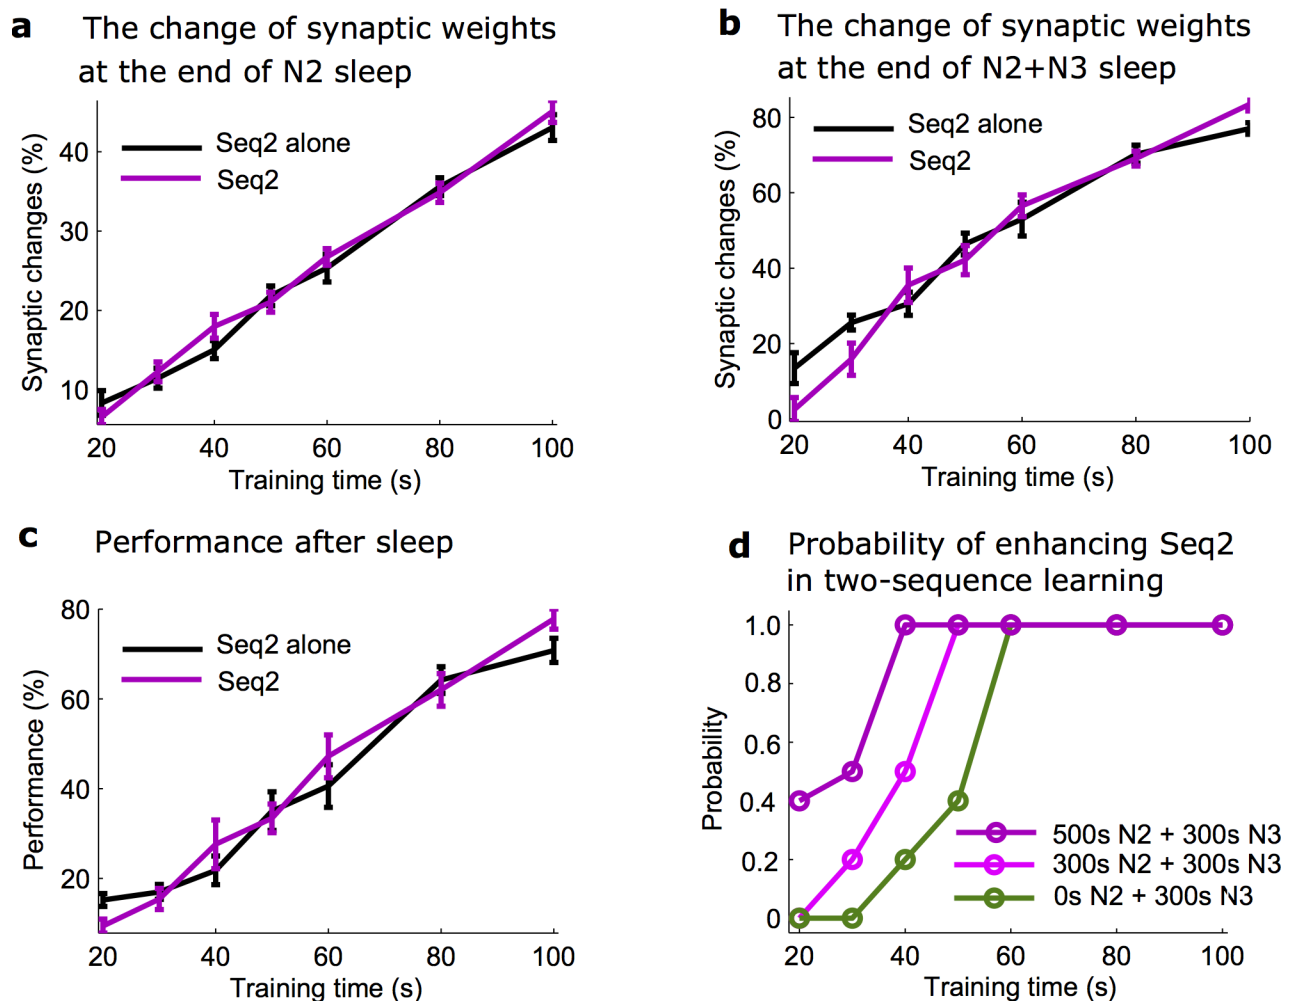 a The change of synaptic weights
at the end of N2 sleep
Synaptic changes (%)
40
30
20
10
Seq2 alone
Seq2
20 40 60 80 100
Training time (s)
b The change of synaptic weights
at the end of N2+N3 sleep
Synaptic changes (%)
80
60
40
20
0
Seq2 alone
Seq2
20 40 60 80 100
Training time (s)
c Performance after sleep
Performance (%)
80
60
40
20
Seq2 alone
Seq2
20 40 60 80 100
Training time (s)
d Probability of enhancing Seq2
in two-sequence learning
Probability
1.0
0.8
0.6
0.4
0.2
0
500s N2 + 300s N3
300s N2 + 300s N3
0s N2 + 300s N3
20 40 60 80 100
Training time (s)